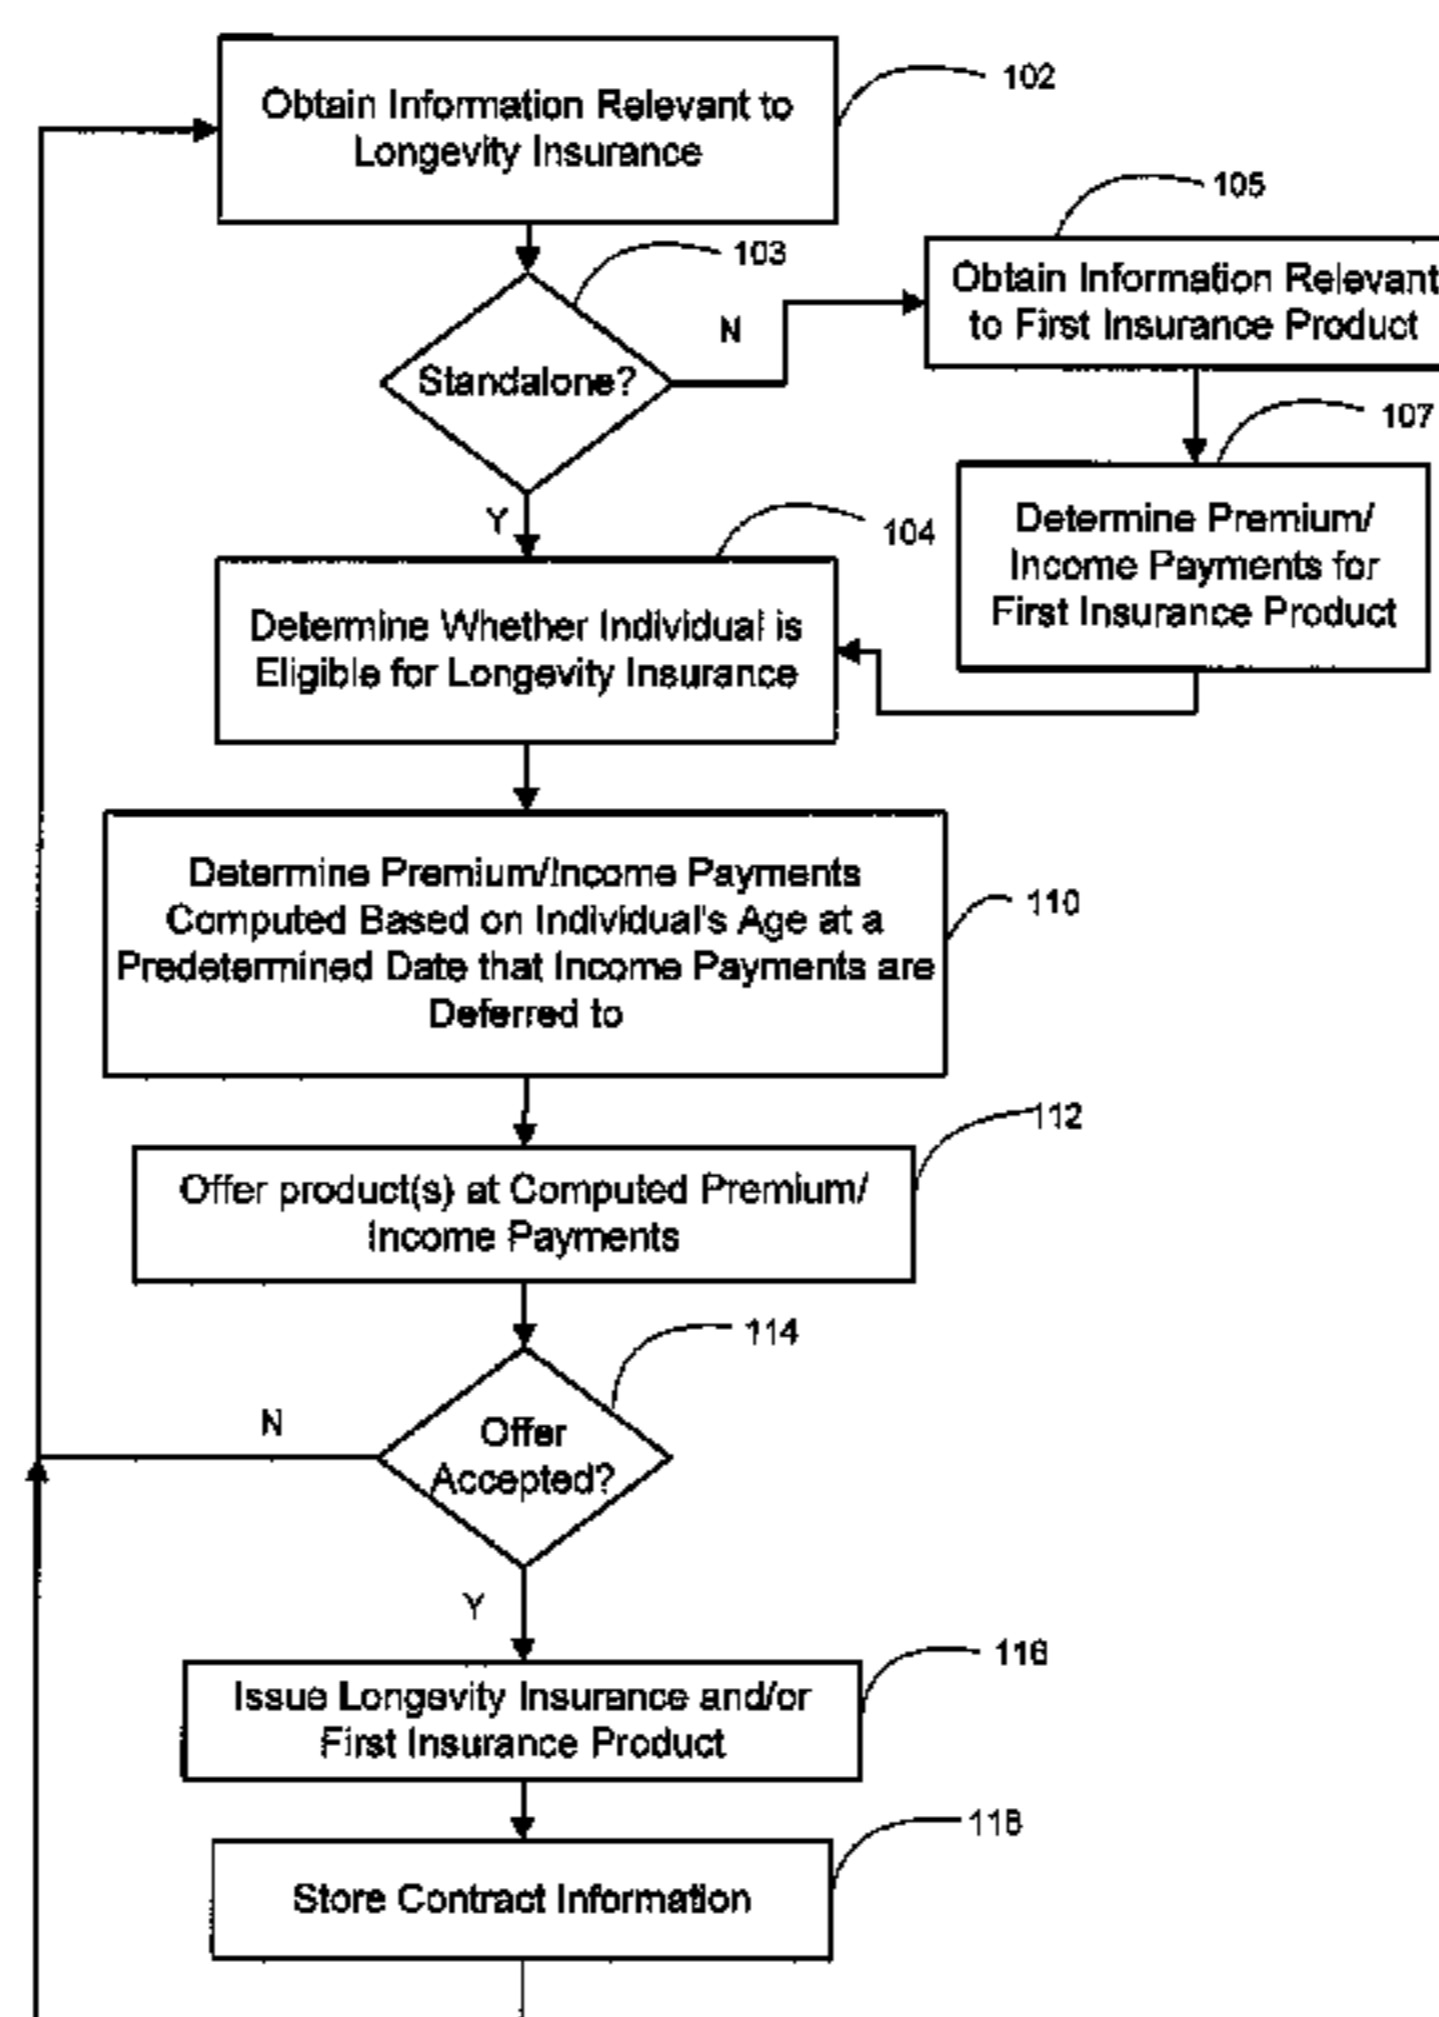 Obtain Information Relevant to
Longevity Insurance
102
105
103
Standalone?
N
Obtain Information Relevant
to First Insurance Product
107
Y
104
Determine Premium/
Income Payments for
First Insurance Product
Determine Whether Individual is
Eligible for Longevity Insurance
Determine Premium/Income Payments
Computed Based on Individual's Age at a
Predetermined Date that Income Payments are
Deferred to
110
112
Offer product(s) at Computed Premium/
Income Payments
114
N
Offer
Accepted?
Y
116
Issue Longevity Insurance and/or
First Insurance Product
118
Store Contract Information